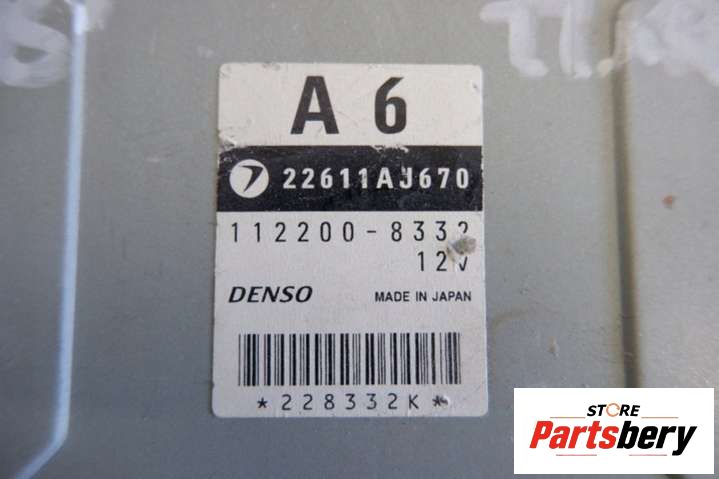 A 6
22611AJ670
112200-8332
12V
DENSO MADE IN JAPAN
*228332K*
STORE
Partsbery